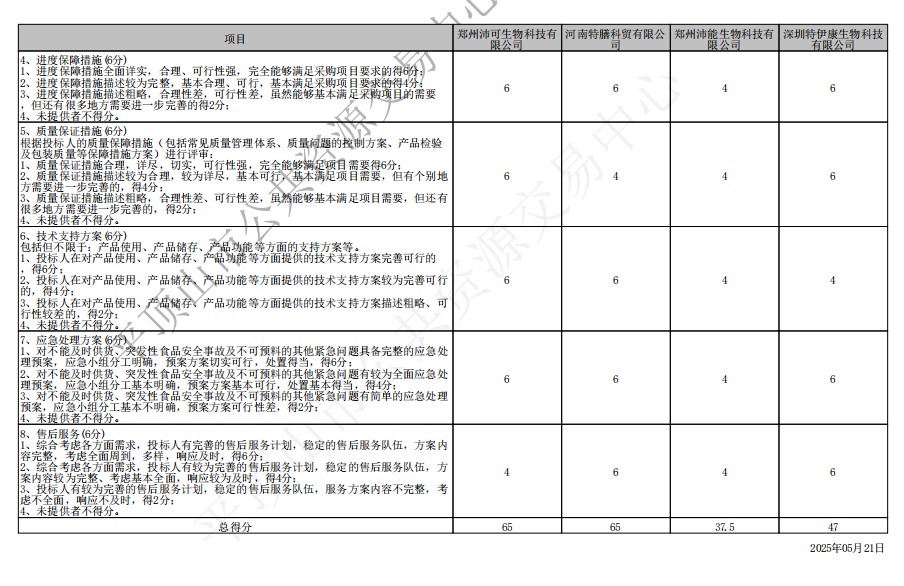 项目
郑州沛可生物科技有
限公司
河南特膳科贸有限公
司
郑州沛能生物科技有
限公司
深圳特伊康生物科技
有限公司
4、进度保障措施(6分)
1、进度保障措施全面详实，合理、可行性强，完全能够满足采购项目要求的得6分；
2、进度保障措施描述较为完整，基本合理、可行，基本满足采购项目要求的得4分；
3、进度保障措施描述粗略，合理性差，可行性差，虽然能够基本满足采购项目的需要
，但还有很多地方需要进一步完善的得2分；
4、未提供者不得分。
6
6
4
6
5、质量保证措施(6分)
根据投标人的质量保障措施（包括常见质量管理体系、质量问题的控制方案、产品检验
及包装质量等保障措施方案）进行评审：
1、质量保证措施合理，详尽，切实，可行性强，完全能够满足项目需要得6分；
2、质量保证措施描述较为合理，较为详尽，基本可行，基本满足项目需要，但有个别地
方需要进一步完善的，得4分；
3、质量保证措施描述粗略，合理性差、可行性差，虽然能够基本满足项目需要，但还有
很多地方需要进一步完善的，得2分；
4、未提供者不得分。
6
4
4
6
6、技术支持方案(6分)
包括但不限于：产品使用、产品储存、产品功能等方面的支持方案等。
1、投标人在对产品使用、产品储存、产品功能等方面提供的技术支持方案完善可行的
，得6分；
2、投标人在对产品使用、产品储存、产品功能等方面提供的技术支持方案较为完善可行
的，得4分；
3、投标人在对产品使用、产品储存、产品功能等方面提供的技术支持方案描述粗略、可
行性较差的，得2分；
4、未提供者不得分。
6
6
4
4
7、应急处理方案(6分)
1、对不能及时供货、突发性食品安全事故及不可预料的其他紧急问题具备完整的应急处
理预案，应急小组分工明确，预案方案切实可行，处置得当，得6分；
2、对不能及时供货、突发性食品安全事故及不可预料的其他紧急问题有较为全面应急处
理预案，应急小组分工基本明确，预案方案基本可行，处置基本得当，得4分；
3、对不能及时供货、突发性食品安全事故及不可预料的其他紧急问题有简单的应急处理
预案，应急小组分工基本不明确，预案方案可行性差，得2分；
4、未提供者不得分。
6
6
4
6
8、售后服务(6分)
1、综合考虑各方面需求，投标人有完善的售后服务计划，稳定的售后服务队伍，方案内
容完整，考虑全面周到，多样，响应及时，得6分；
2、综合考虑各方面需求，投标人有较为完善的售后服务计划，稳定的售后服务队伍，方
案内容较为完整、考虑基本全面，响应较为及时，得4分；
3、投标人有较为完善的售后服务计划，稳定的售后服务队伍，服务方案内容不完整，考
虑不全面，响应不及时，得2分；
4、未提供者不得分。
4
6
4
6
总得分
65
65
37.5
47
2025年05月21日
平顶山市公共资源交易中心
平顶山市公共资源交易中心